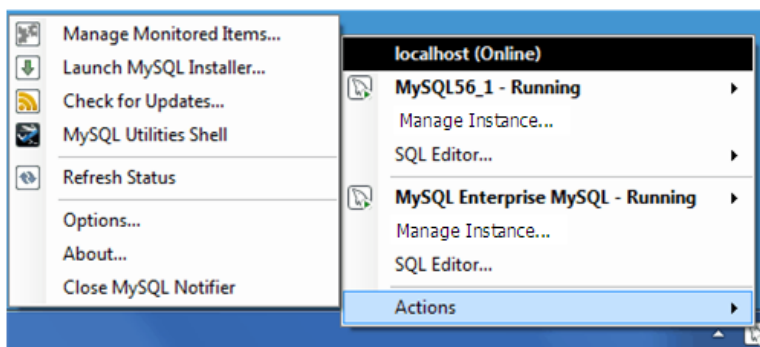 Manage Monitored Items...
Launch MySQL Installer...
Check for Updates...
MySQL Utilities Shell
Refresh Status
Options...
About...
Close MySQL Notifier
localhost (Online)
MySQL56_1 - Running
Manage Instance...
SQL Editor...
MySQL Enterprise MySQL - Running
Manage Instance...
SQL Editor...
Actions